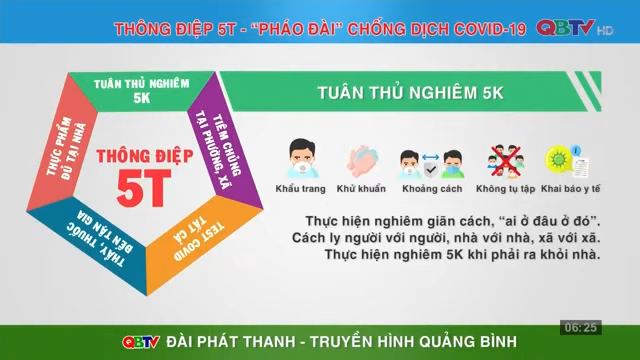 THÔNG ĐIỆP 5T - “PHÁO ĐÀI” CHỐNG DỊCH COVID-19
QBTV HD
TUÂN THỦ NGHIÊM
5K
TIÊM CHỦNG
TẠI PHƯỜNG, XÃ
TEST COVID
TẤT CẢ
THẦY, THUỐC
ĐẾN TẬN GIA
THỰC PHẨM
ĐỦ TẠI NHÀ
THÔNG ĐIỆP
5T
TUÂN THỦ NGHIÊM 5K
Khẩu trang
Khử khuẩn
Khoảng cách
Không tụ tập
Khai báo y tế
Thực hiện nghiêm giãn cách, “ai ở đâu ở đó”.
Cách ly người với người, nhà với nhà, xã với xã.
Thực hiện nghiêm 5K khi phải ra khỏi nhà.
06:25
QBTV ĐÀI PHÁT THANH - TRUYỀN HÌNH QUẢNG BÌNH